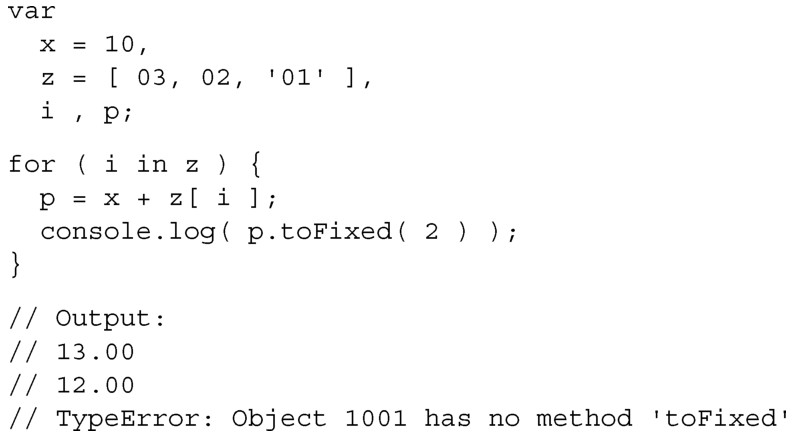 var
  x = 10,
  z = [ 03, 02, '01' ],
  i , p;
for ( i in z ) {
  p = x + z[ i ];
  console.log( p.toFixed( 2 ) );
}
// Output:
// 13.00
// 12.00
// TypeError: Object 1001 has no method 'toFixed'